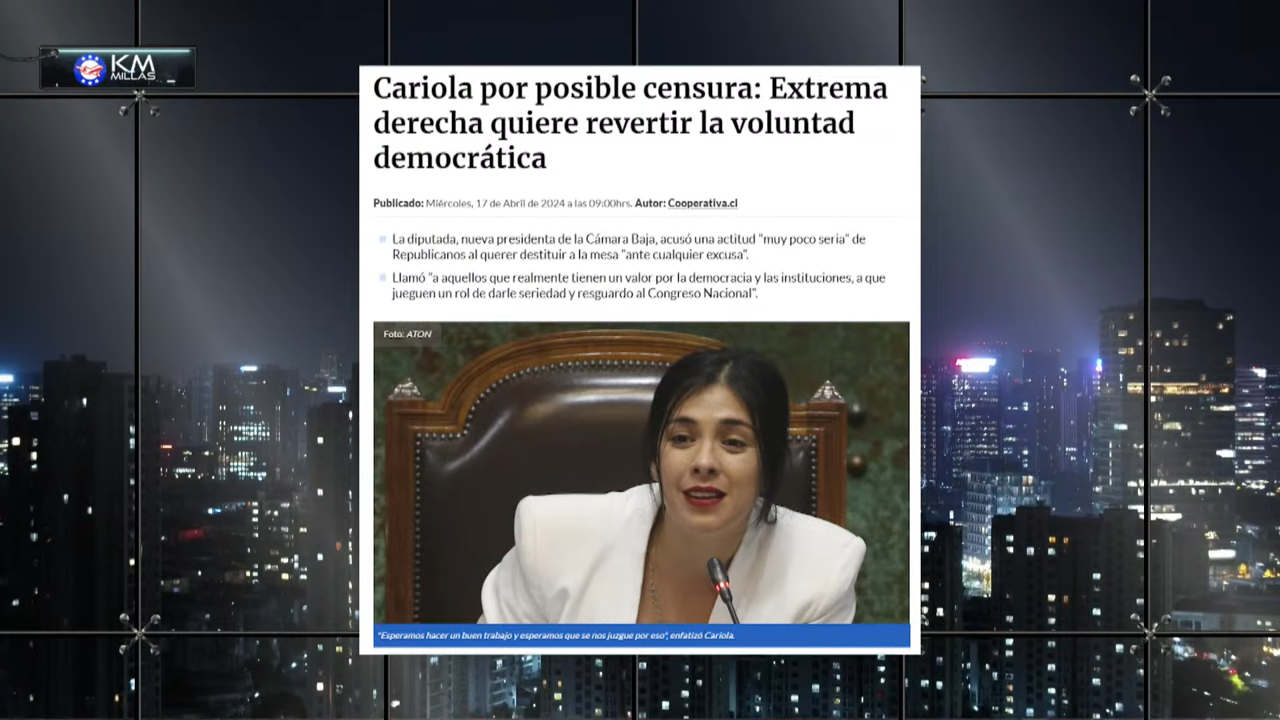 KM
MILLAS
Cariola por posible censura: Extrema
derecha quiere revertir la voluntad
democrática
Publicado: Miércoles, 17 de Abril de 2024 a las 09:00hrs. Autor: Cooperativa.cl
La diputada, nueva presidenta de la Cámara Baja, acusó una actitud "muy poco seria" de
Republicanos al querer destituir a la mesa "ante cualquier excusa".
Llamó "a aquellos que realmente tienen un valor por la democracia y las instituciones, a que
jueguen un rol de darle seriedad y resguardo al Congreso Nacional".
Foto: ATON
"Esperamos hacer un buen trabajo y esperamos que se nos juzgue por eso", enfatizó Cariola.